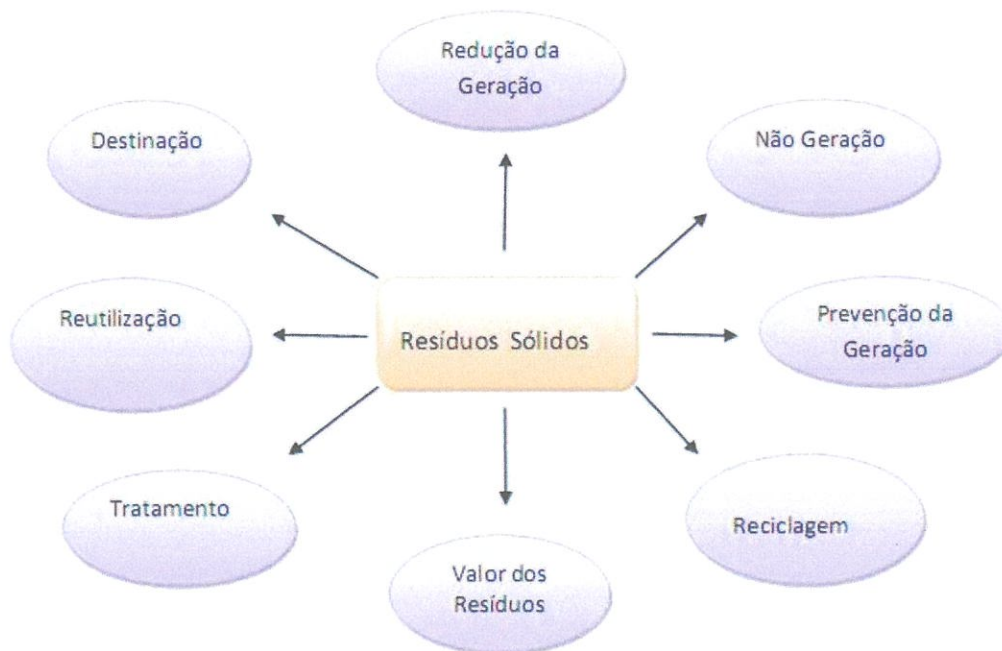 Redução da
Geração
Destinação
Não Geração
Reutilização
Resíduos Sólidos
Prevenção da
Geração
Tratamento
Reciclagem
Valor dos
Resíduos